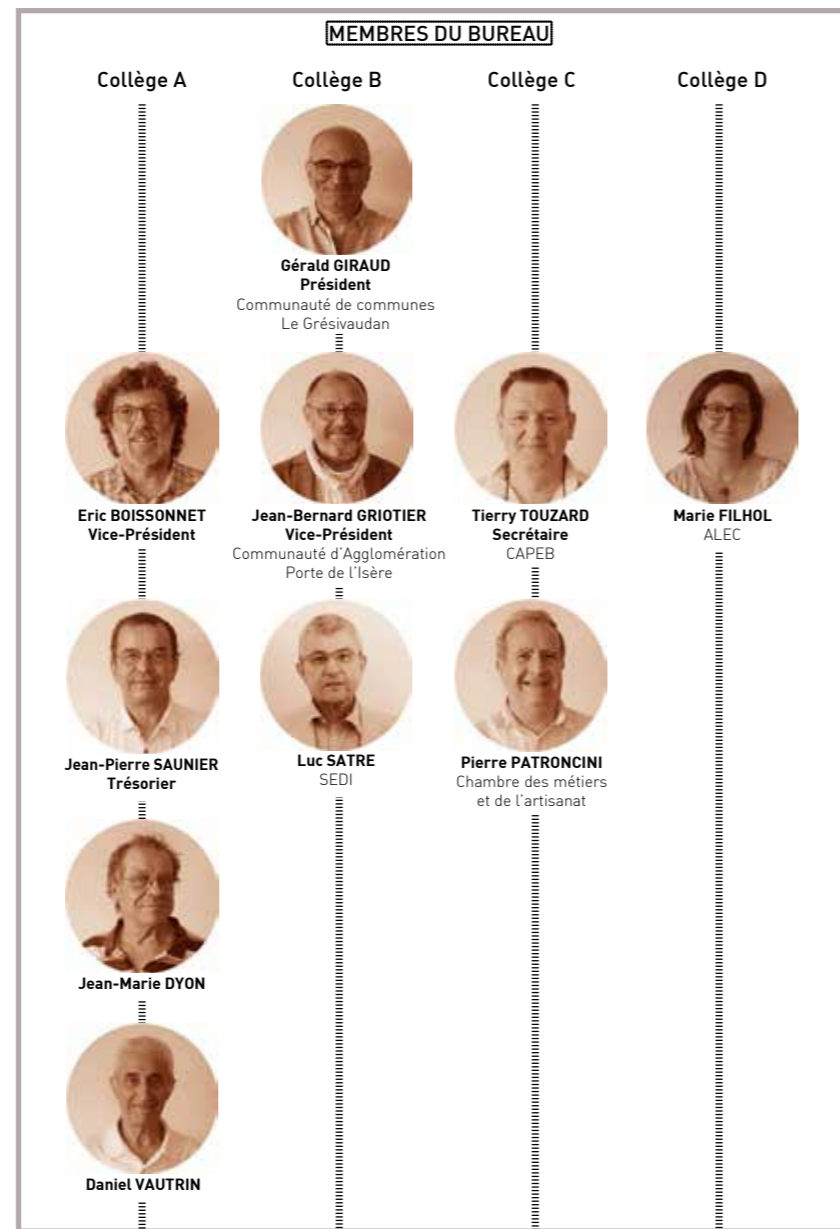 MEMBRES DU BUREAU
Collège A
Collège B
Collège C
Collège D
Gérald GIRAUD
Président
Communauté de communes
Le Grésivaudan
Eric BOISSONNET
Vice-Président
Jean-Bernard GRIOTIER
Vice-Président
Communauté d'Agglomération
Porte de l'Isère
Tierry TOUZARD
Secrétaire
CAPEB
Marie FILHOL
ALEC
Jean-Pierre SAUNIER
Trésorier
Luc SATRE
SEDI
Pierre PATRONCINI
Chambre des métiers
et de l'artisanat
Jean-Marie DYON
Daniel VAUTRIN